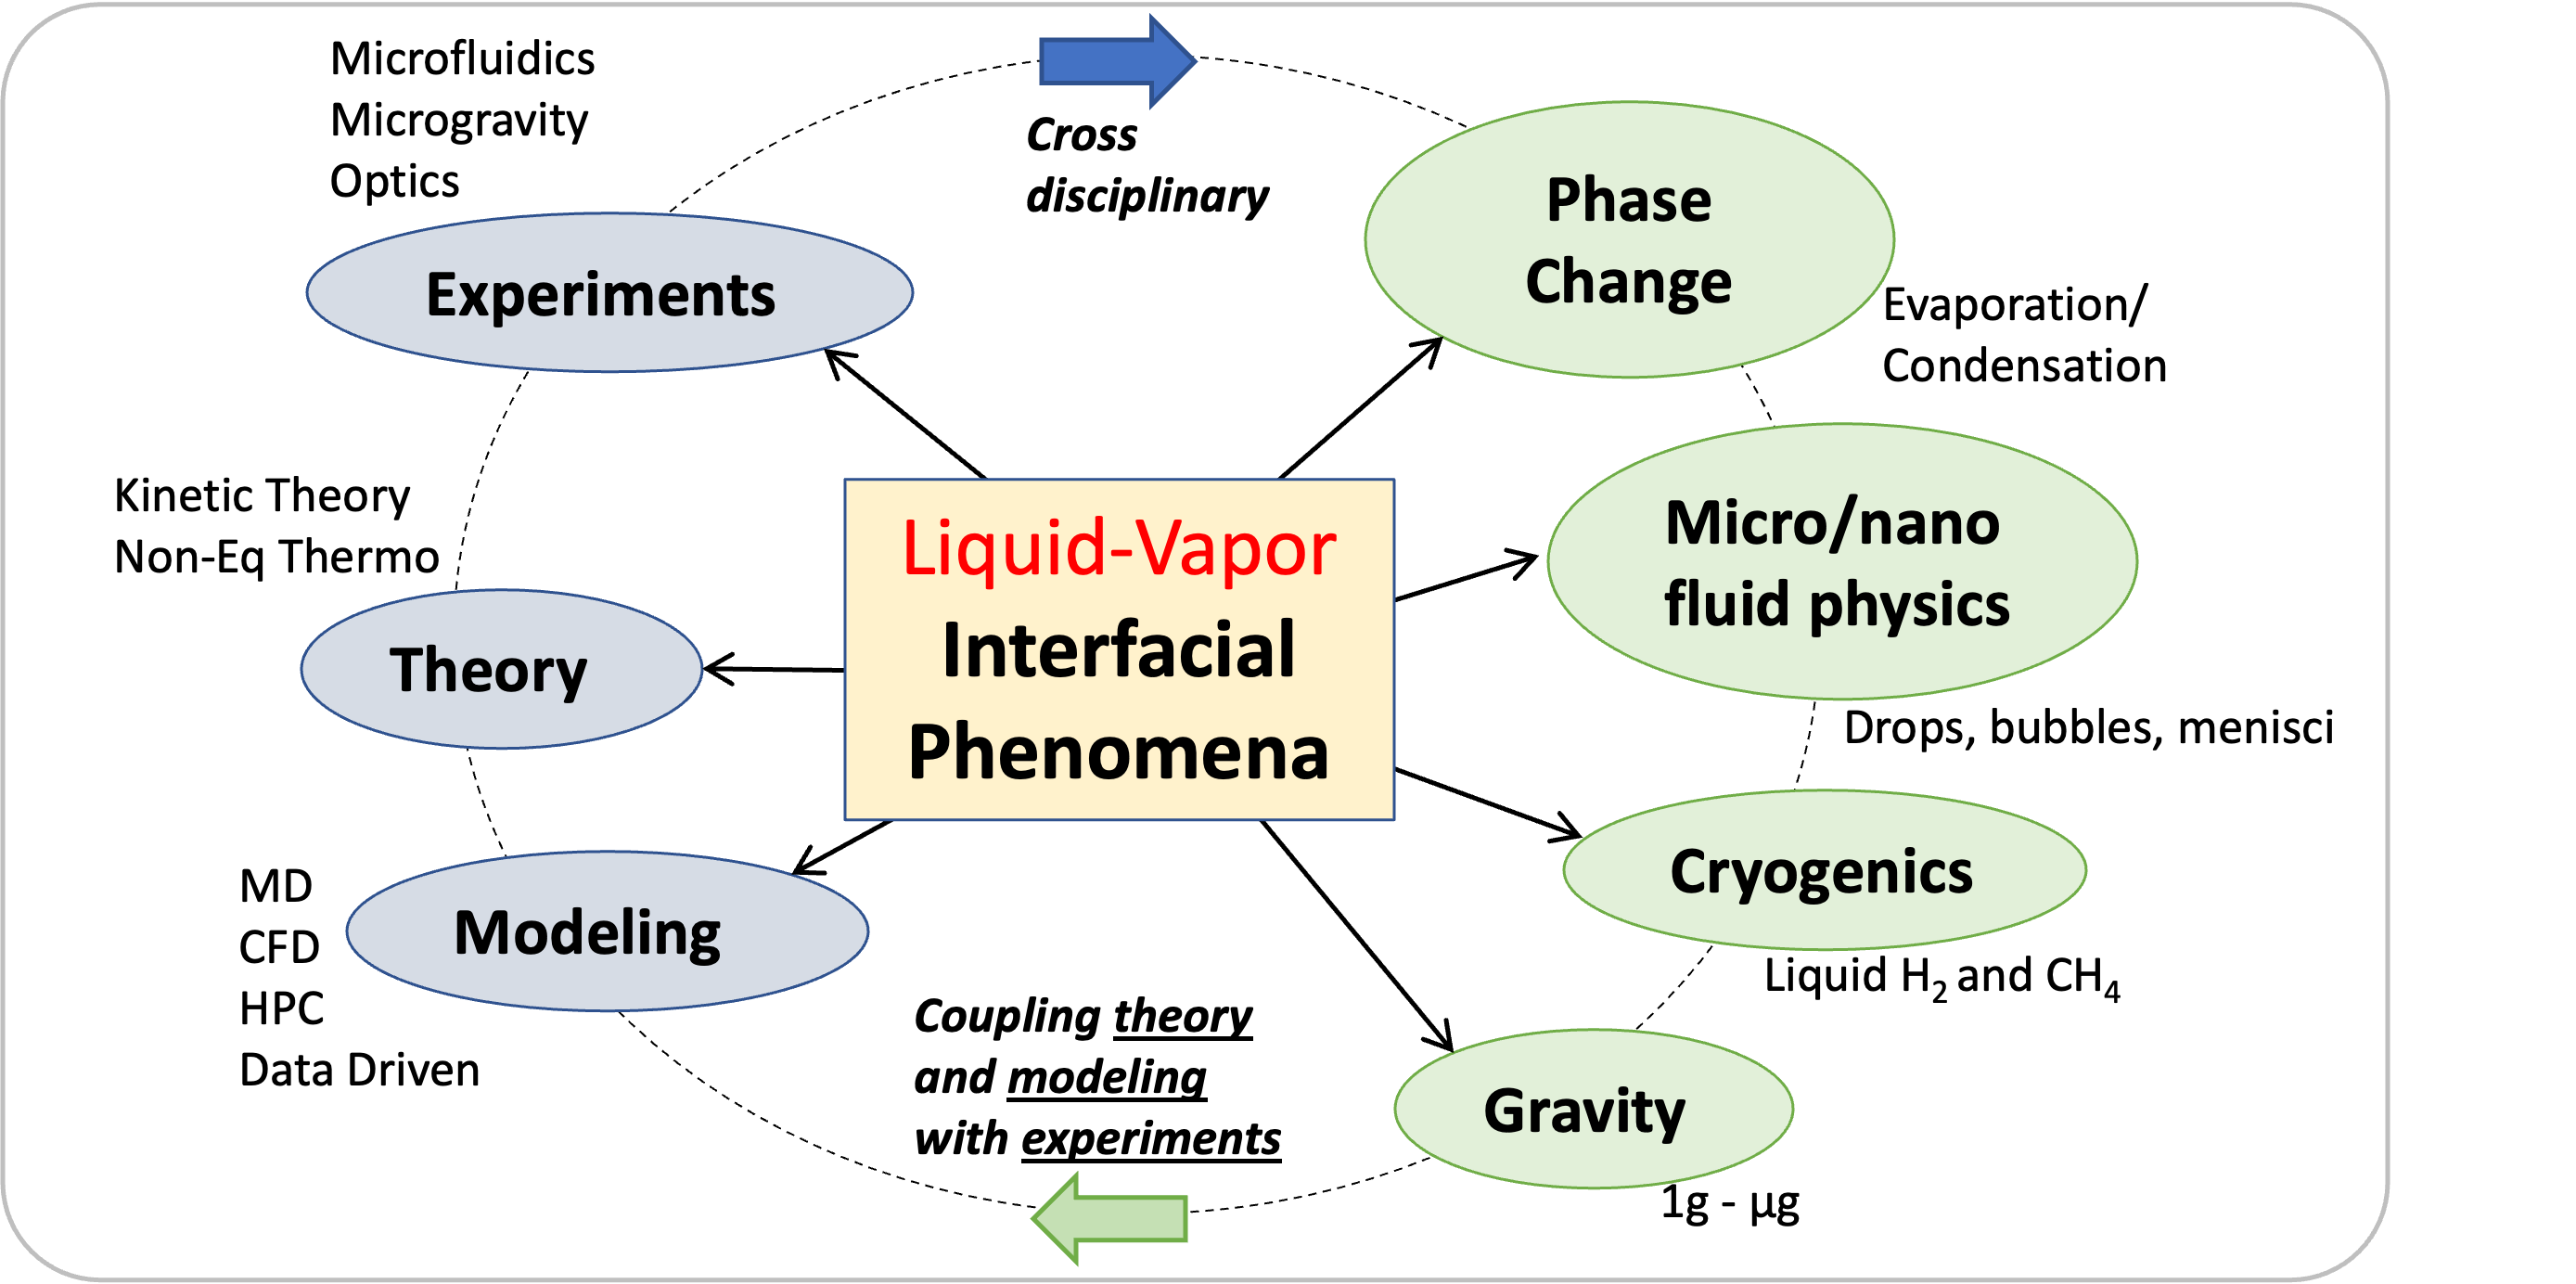 Microfluidics
Microgravity
Optics
Experiments
Cross
disciplinary
Phase
Change
Evaporation/
Condensation
Kinetic Theory
Non-Eq Thermo
Theory
Liquid-Vapor
Interfacial
Phenomena
Micro/nano
fluid physics
Drops, bubbles, menisci
MD
CFD
HPC
Data Driven
Modeling
Cryogenics
Liquid H₂ and CH₄
Coupling theory
and modeling
with experiments
Gravity
1g - μg